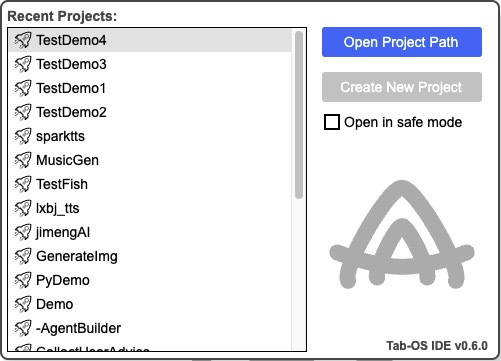 Recent Projects:
TestDemo4
TestDemo3
TestDemo1
TestDemo2
sparktts
MusicGen
TestFish
lxbj_tts
jimengAI
GenerateImg
PyDemo
Demo
-AgentBuilder
CollectUserAdvice
Open Project Path
Create New Project
Open in safe mode
Tab-OS IDE v0.6.0